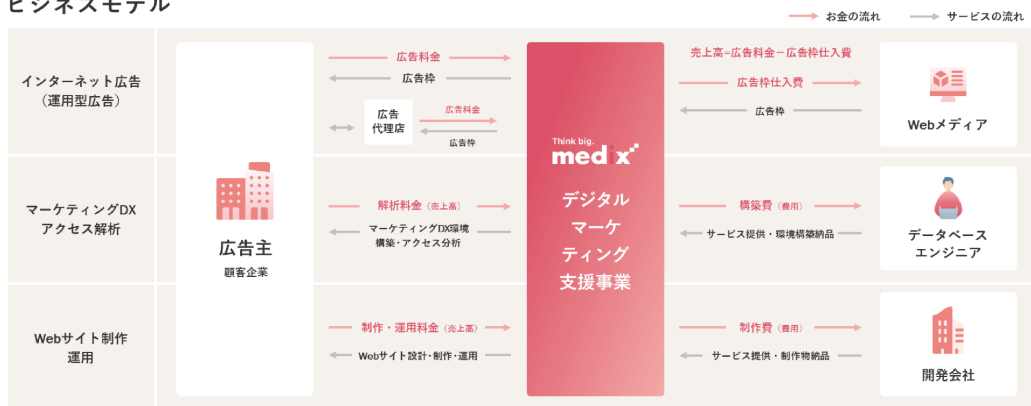 ビジネスモデル
お金の流れ
サービスの流れ
インターネット広告
（運用型広告）
広告料金
広告枠
広告
代理店
広告料金
広告枠
売上高=広告料金－広告枠仕入費
広告枠仕入費
広告枠
Webメディア
広告主
顧客企業
Think big.
medix
デジタル
マーケ
ティング
支援事業
マーケティングDX
アクセス解析
解析料金（売上高）
マーケティングDX環境
構築・アクセス分析
構築費（費用）
サービス提供・環境構築納品
データベース
エンジニア
Webサイト制作
運用
制作・運用料金（売上高）
Webサイト設計・制作・運用
制作費（費用）
サービス提供・制作物納品
開発会社